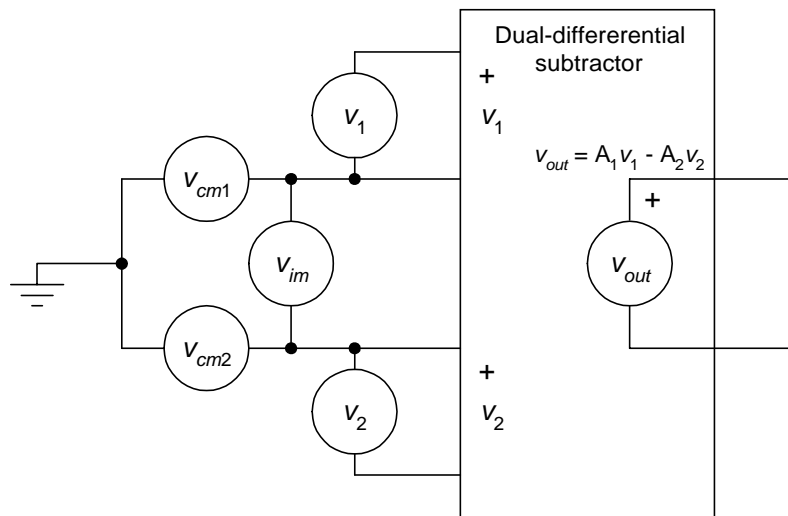 Dual-differerential
subtractor
+
v1
v1
vcm1
vout = A1v1 - A2v2
+
vim
vout
vcm2
+
v2
v2